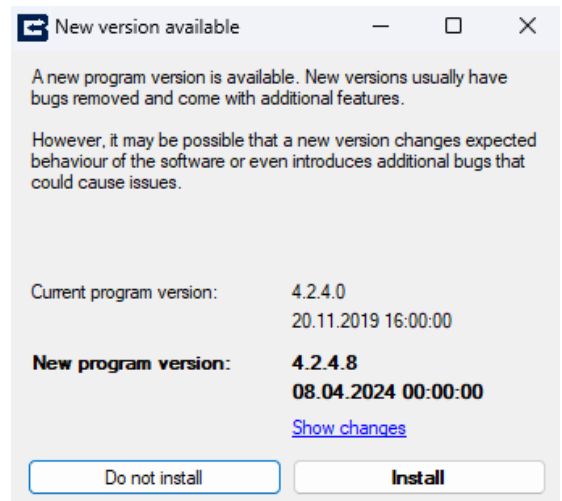 New version available
A new program version is available. New versions usually have
bugs removed and come with additional features.
However, it may be possible that a new version changes expected
behaviour of the software or even introduces additional bugs that
could cause issues.
Current program version: 4.2.4.0
20.11.2019 16:00:00
New program version: 4.2.4.8
08.04.2024 00:00:00
Show changes
Do not install Install